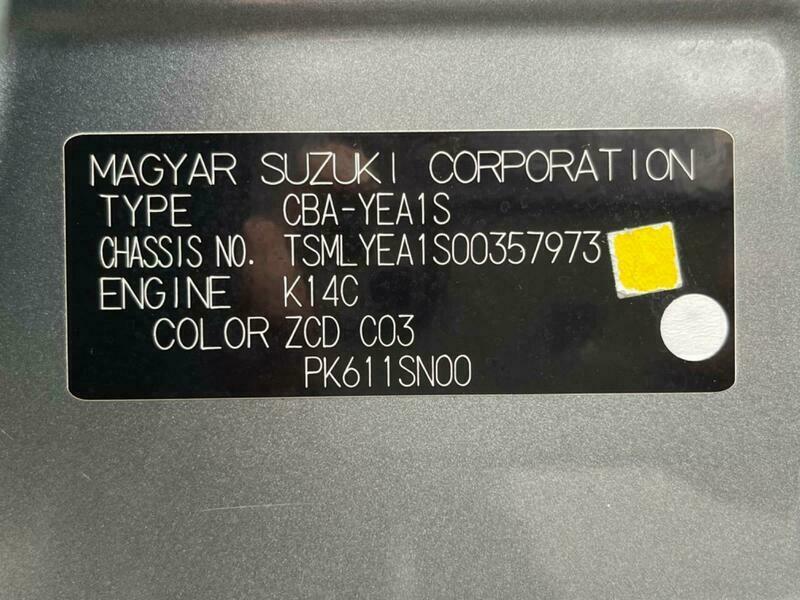 MAGYAR SUZUKI CORPORATION
TYPE CBA-YEA1S
CHASSIS NO. TSMLYEA1S00357973
ENGINE K14C
COLOR ZCD C03
PK611SN00